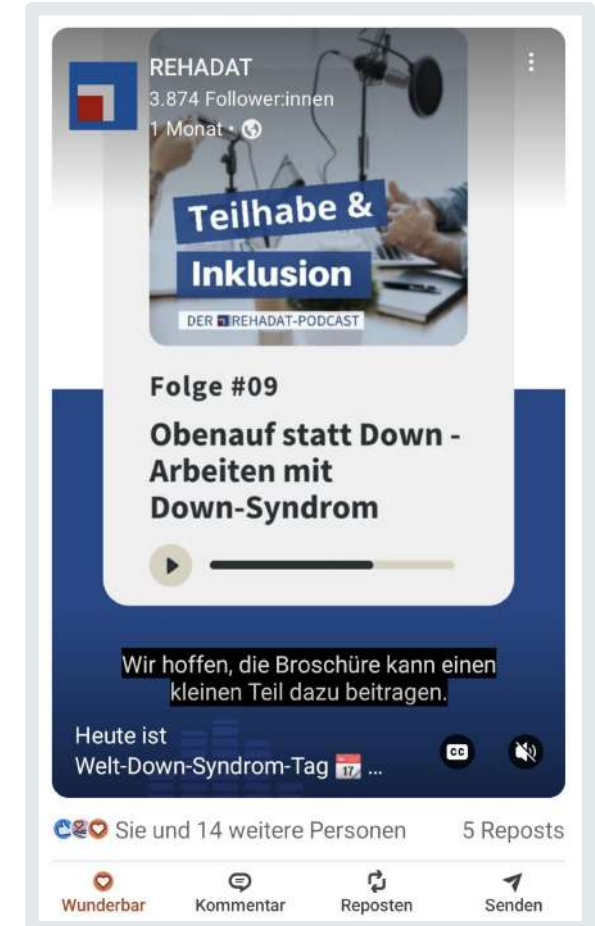 REHADAT
3.874 Follower:innen
1 Monat •
Teilhabe &
Inklusion
DER REHADAT-PODCAST
Folge #09
Obenauf statt Down -
Arbeiten mit
Down-Syndrom
Wir hoffen, die Broschüre kann einen
kleinen Teil dazu beitragen.
Heute ist
Welt-Down-Syndrom-Tag 📅 ...
CC
Sie und 14 weitere Personen
5 Reposts
Wunderbar
Kommentar
Reposten
Senden